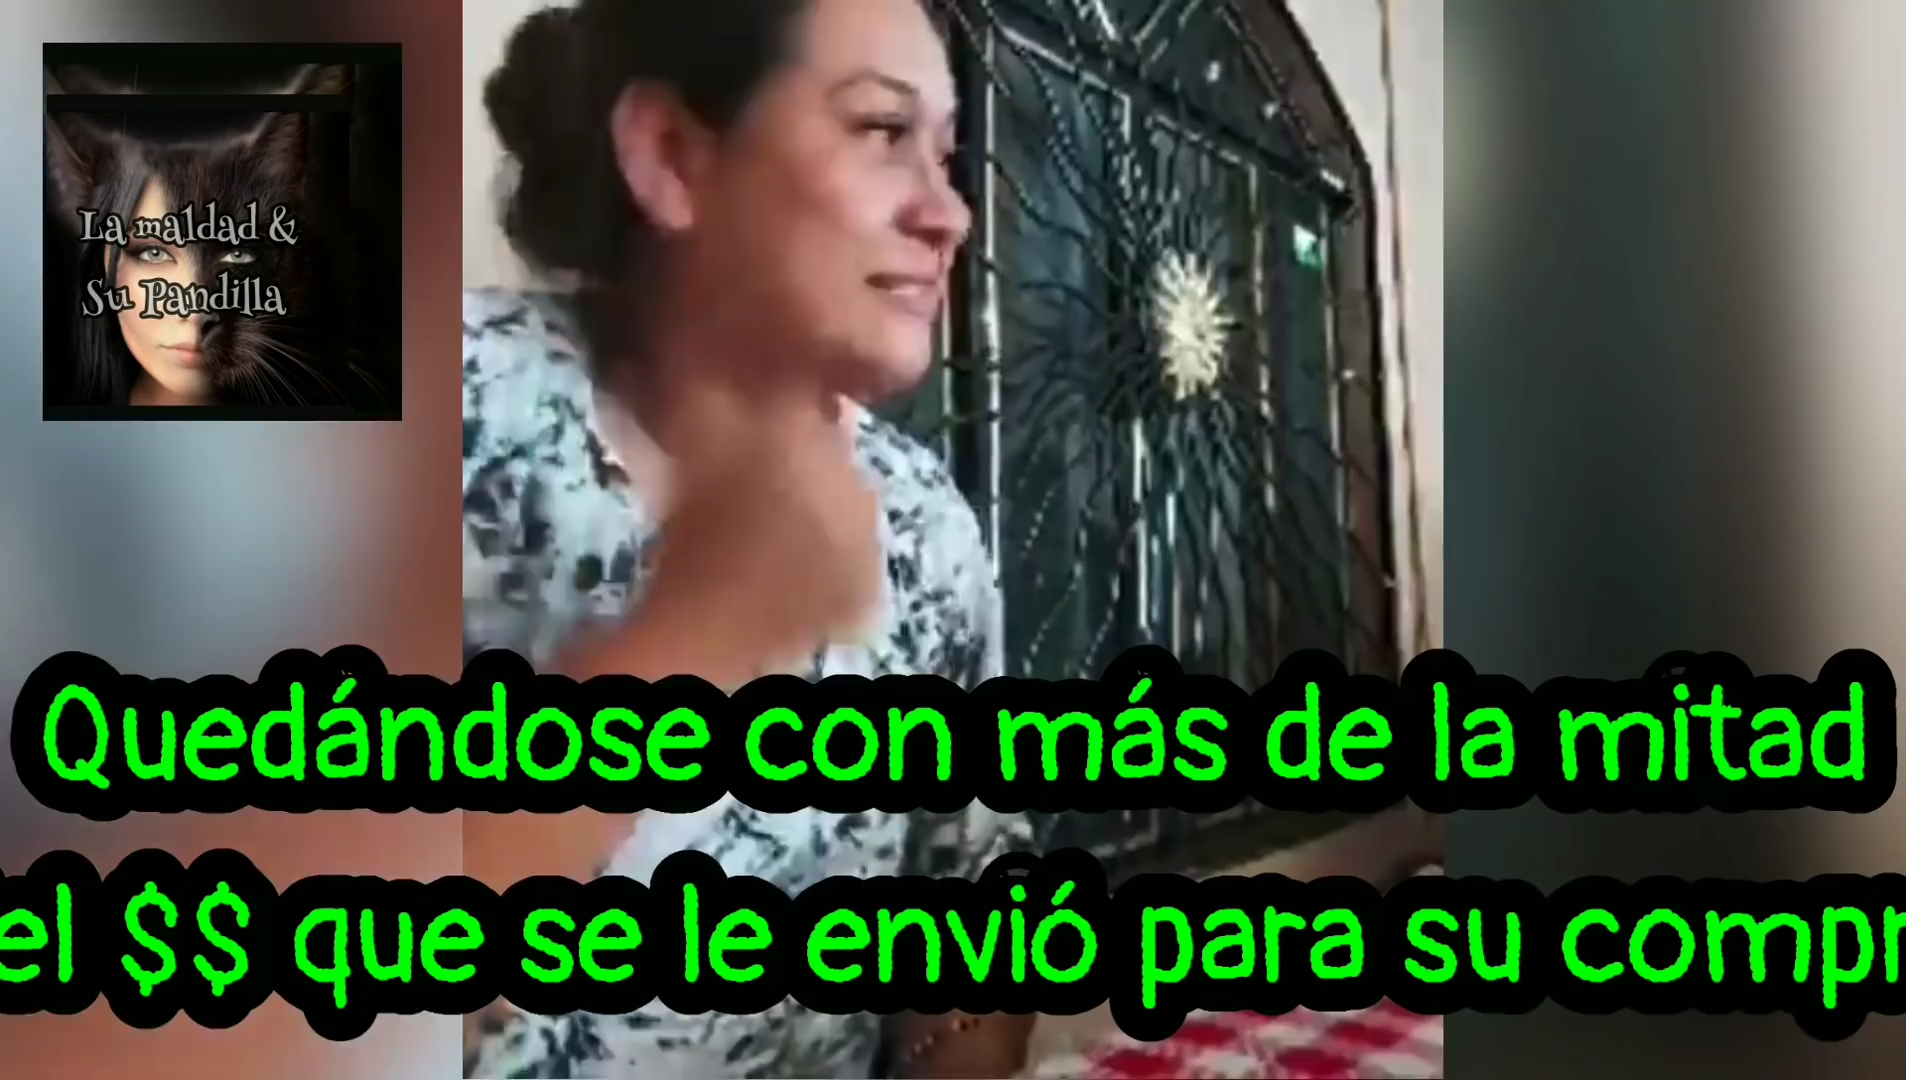 La maldad &
Su Pandilla
Quedándose con más de la mitad
el $$ que se le envió para su compr